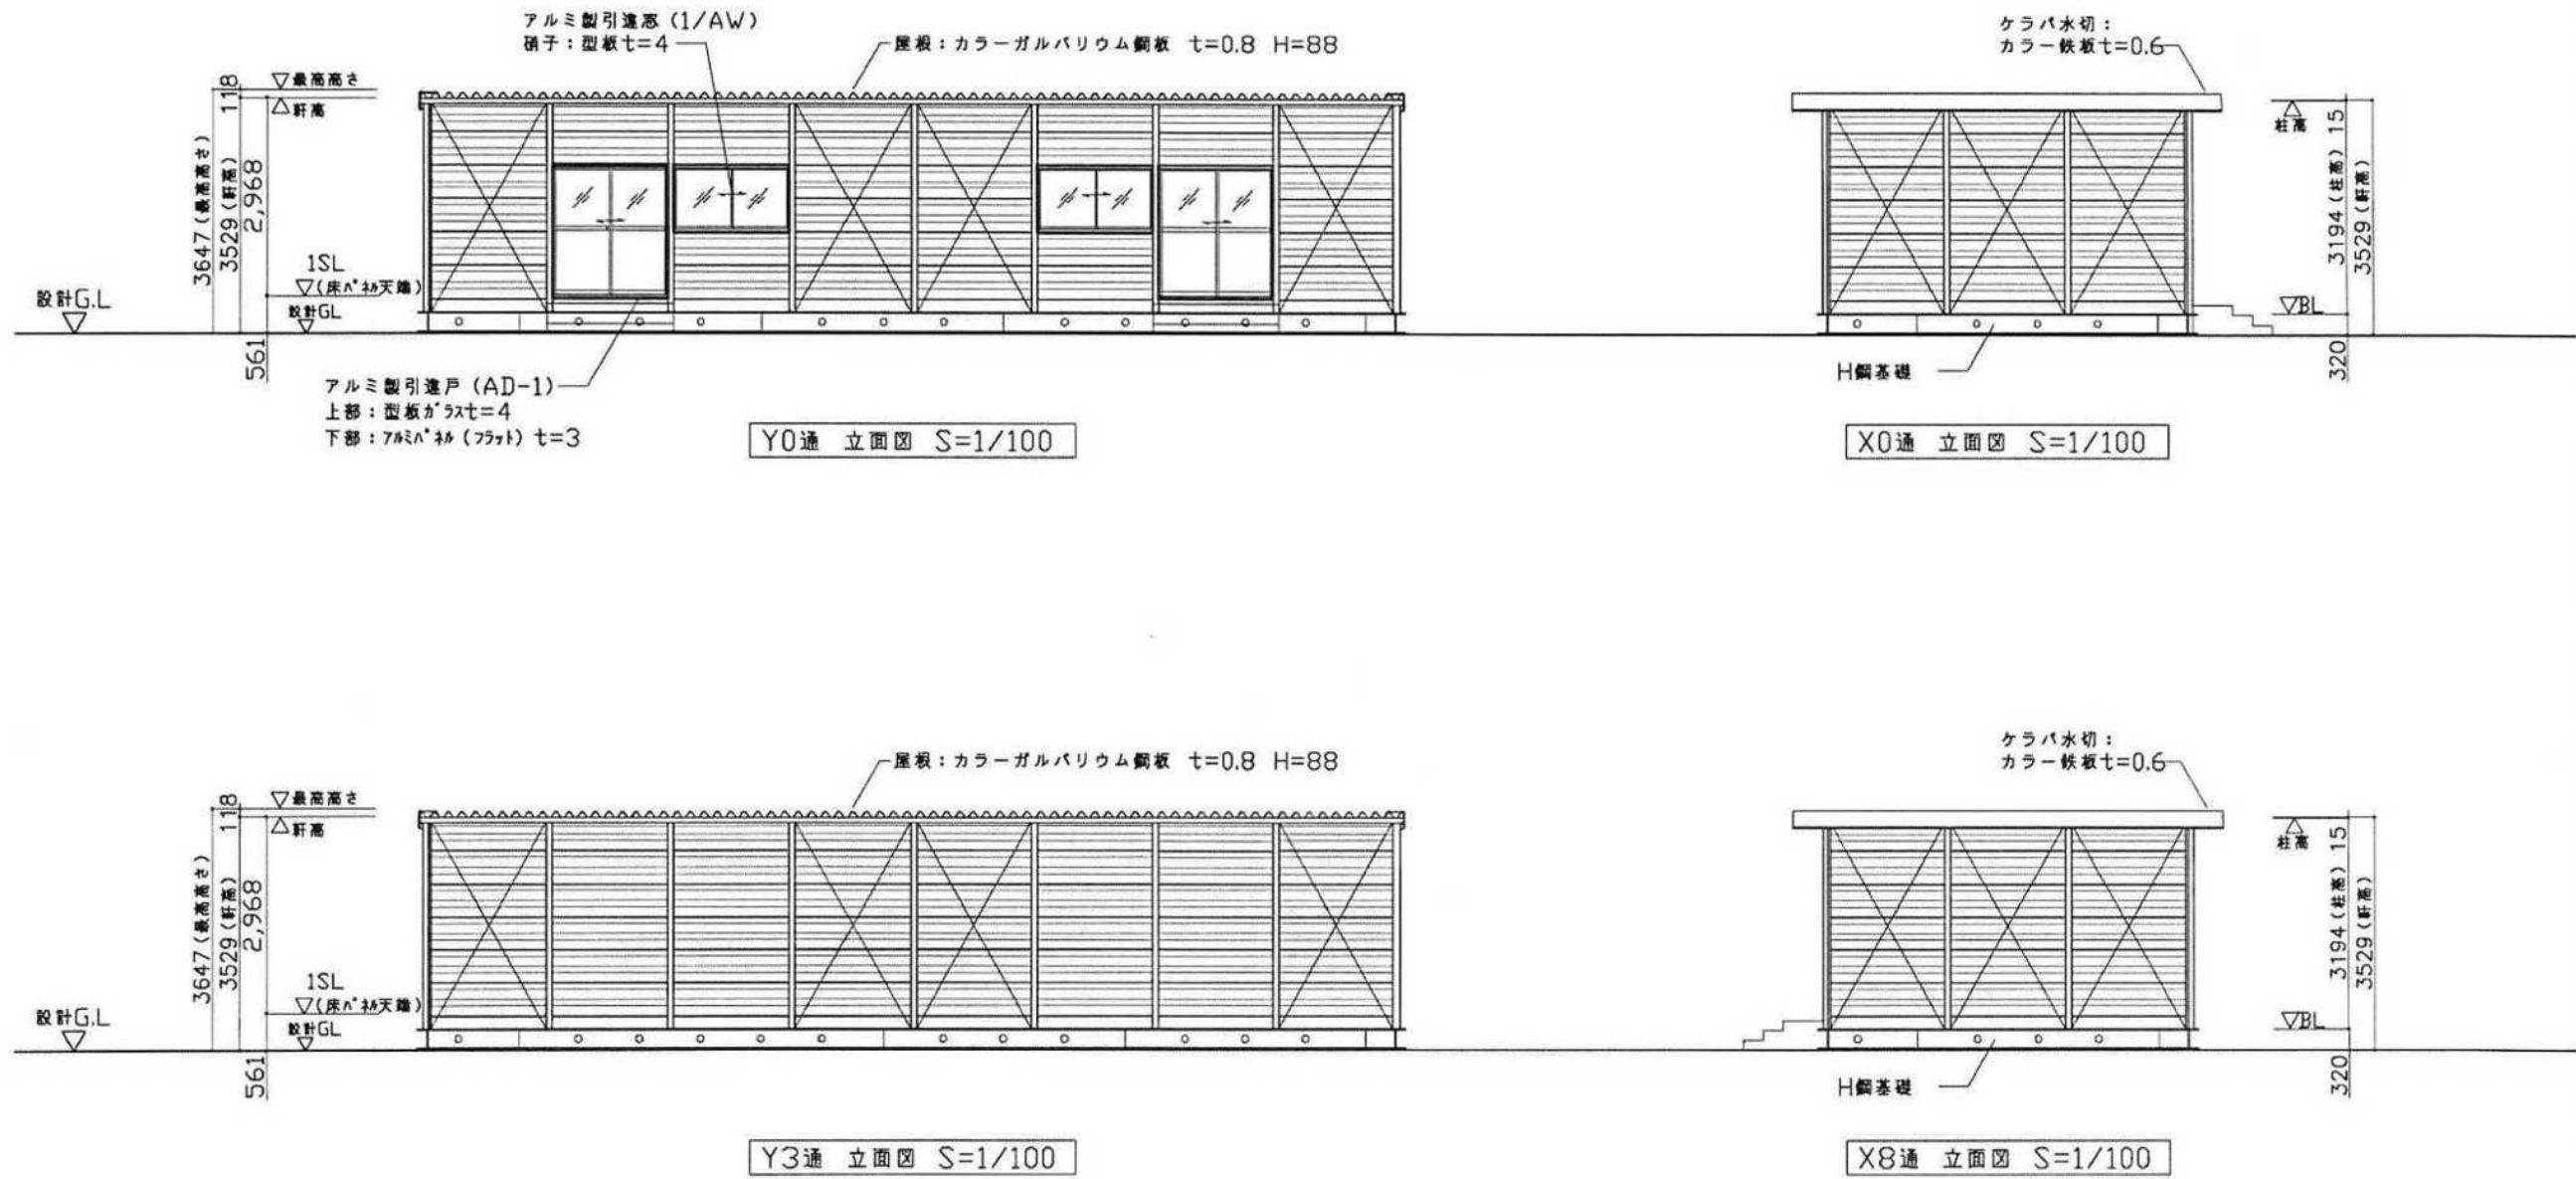 アルミ製引違窓 (1/AW)
硝子：型板t=4
屋根：カラーガルバリウム鋼板 t=0.8 H=88
ケラバ水切：
カラー鉄板t=0.6
▽最高高さ
△軒高
118
3647 (最高高さ)
3529 (軒高)
2,968
1SL
▽(床ﾊﾟﾈﾙ天端)
設計G.L
設計GL
561
アルミ製引違戸 (AD-1)
上部：型板ｶﾞﾗｽt=4
下部：ｱﾙﾐﾊﾟﾈﾙ (ﾌﾗｯﾄ) t=3
Y0通 立面図 S=1/100
柱高
15
3194 (柱高)
3529 (軒高)
▽BL
320
H鋼基礎
X0通 立面図 S=1/100
屋根：カラーガルバリウム鋼板 t=0.8 H=88
ケラバ水切：
カラー鉄板t=0.6
▽最高高さ
△軒高
118
3647 (最高高さ)
3529 (軒高)
2,968
1SL
▽(床ﾊﾟﾈﾙ天端)
設計G.L
設計GL
561
Y3通 立面図 S=1/100
柱高
15
3194 (柱高)
3529 (軒高)
▽BL
320
H鋼基礎
X8通 立面図 S=1/100